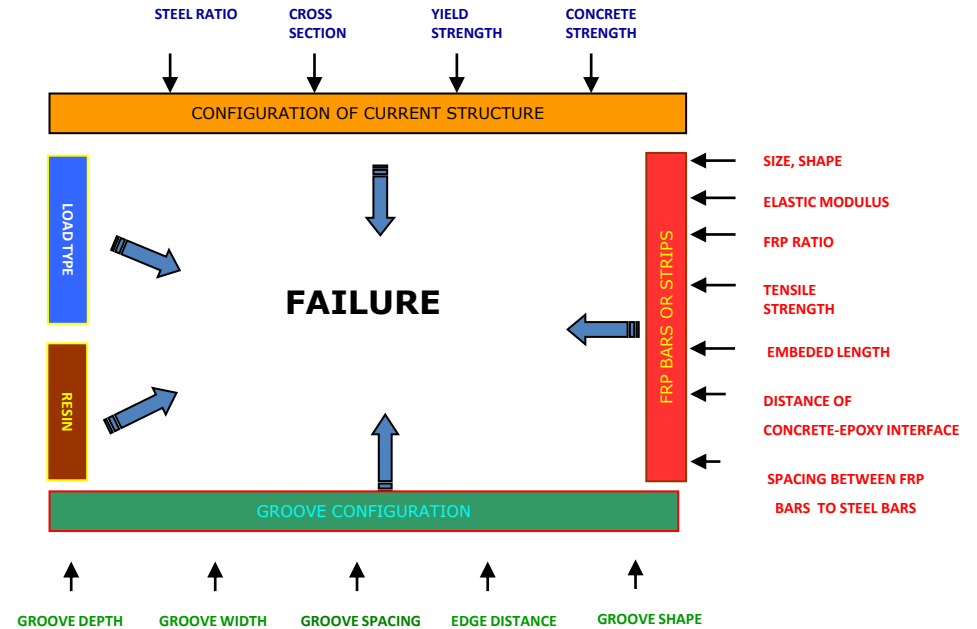 STEEL RATIO
CROSS
SECTION
YIELD
STRENGTH
CONCRETE
STRENGTH
CONFIGURATION OF CURRENT STRUCTURE
LOAD TYPE
RESIN
FAILURE
FRP BARS OR STRIPS
SIZE, SHAPE
ELASTIC MODULUS
FRP RATIO
TENSILE
STRENGTH
EMBEDED LENGTH
DISTANCE OF
CONCRETE-EPOXY INTERFACE
SPACING BETWEEN FRP
BARS TO STEEL BARS
GROOVE CONFIGURATION
GROOVE DEPTH
GROOVE WIDTH
GROOVE SPACING
EDGE DISTANCE
GROOVE SHAPE